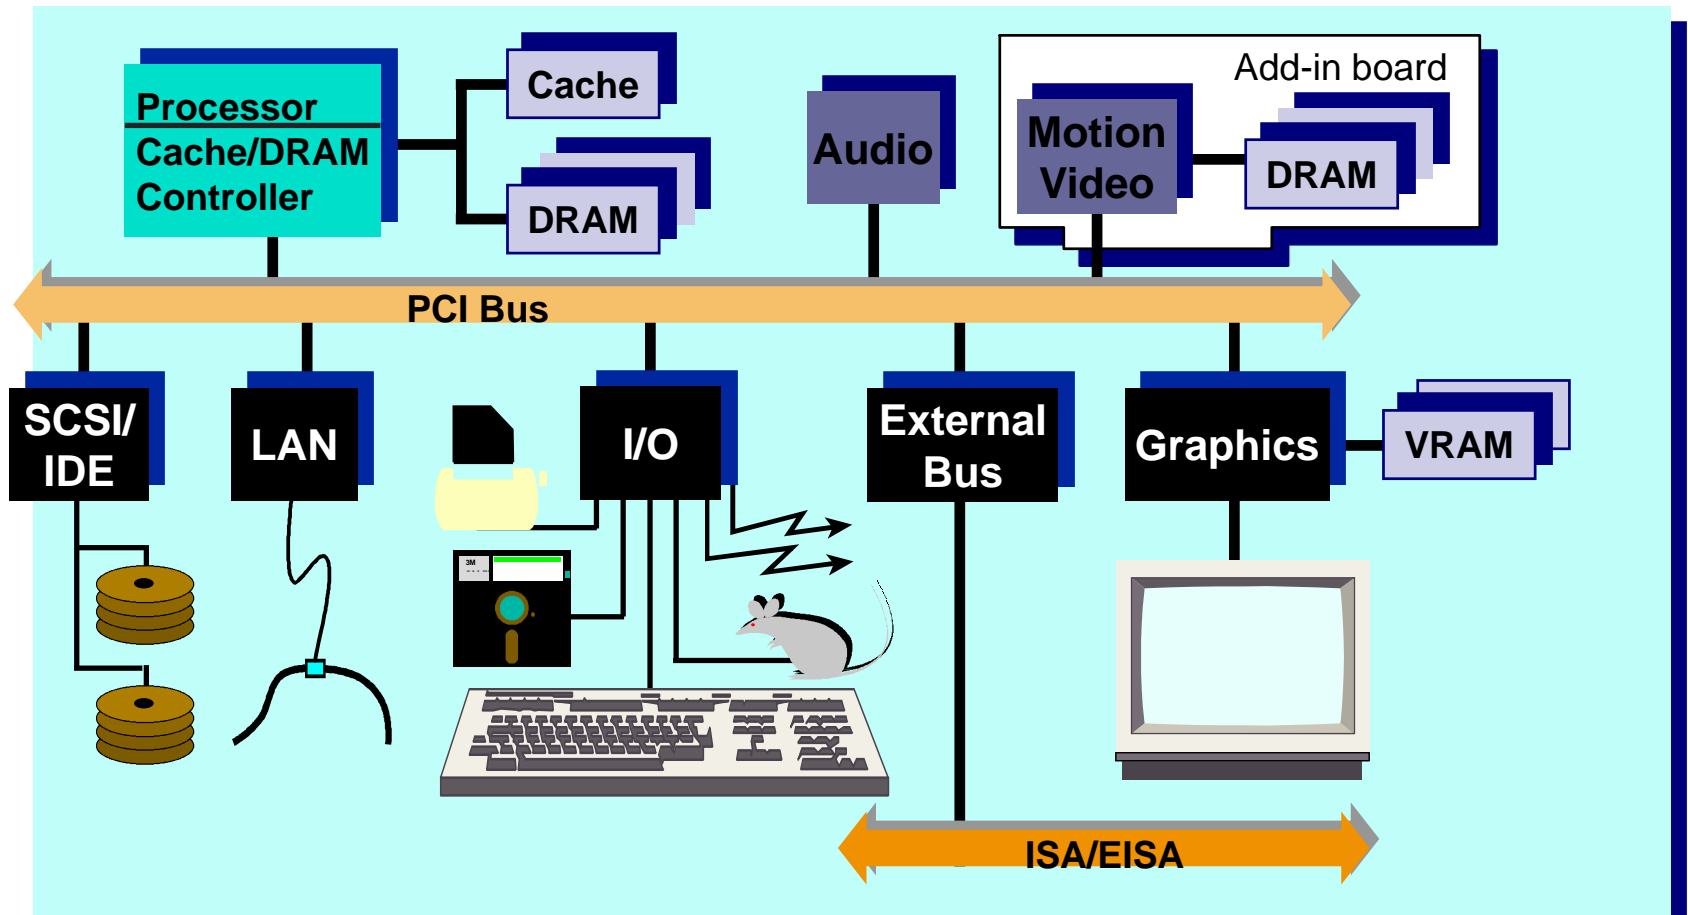 Processor
Cache/DRAM
Controller
Cache
DRAM
Audio
Add-in board
Motion
Video
DRAM
PCI Bus
SCSI/
IDE
LAN
I/O
External
Bus
Graphics
VRAM
3M
ISA/EISA